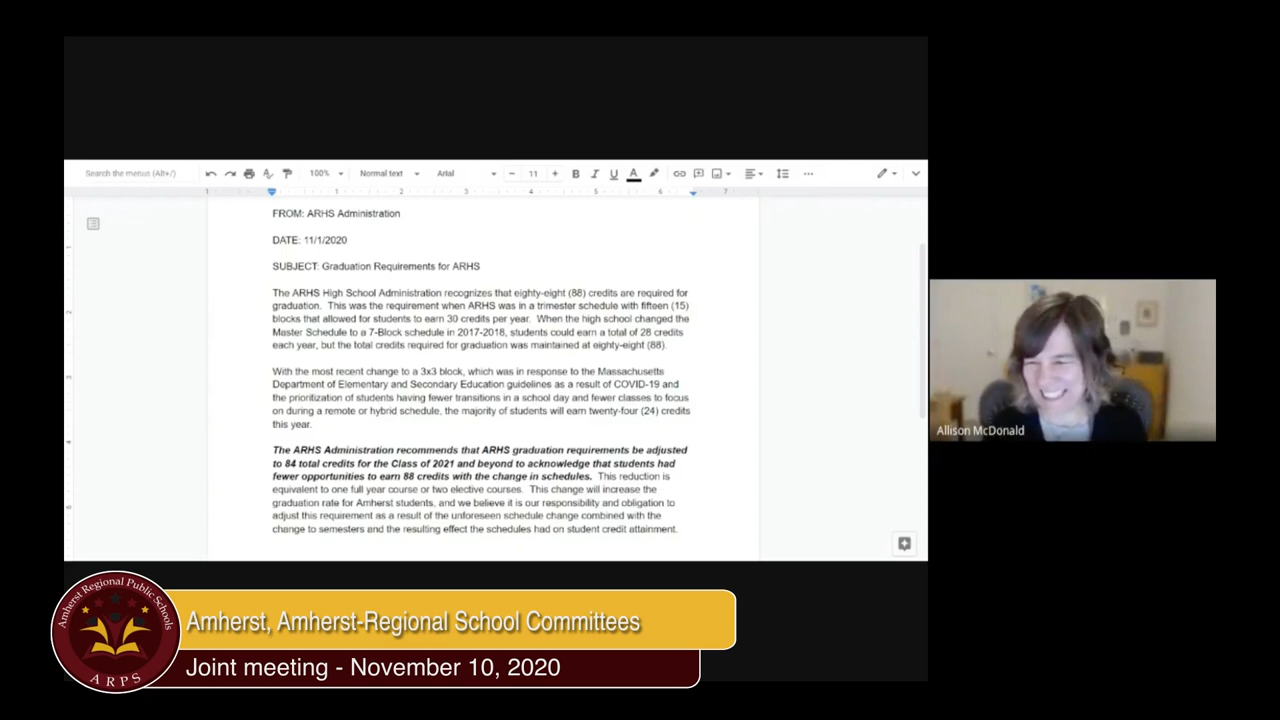 Search the menus (Alt+/)
100%
Normal text
Arial
11
B I U A
1 1 2 3 4 5 6 7
FROM: ARHS Administration
DATE: 11/1/2020
SUBJECT: Graduation Requirements for ARHS
The ARHS High School Administration recognizes that eighty-eight (88) credits are required for
graduation. This was the requirement when ARHS was in a trimester schedule with fifteen (15)
blocks that allowed for students to earn 30 credits per year. When the high school changed the
Master Schedule to a 7-Block schedule in 2017-2018, students could earn a total of 28 credits
each year, but the total credits required for graduation was maintained at eighty-eight (88).
With the most recent change to a 3x3 block, which was in response to the Massachusetts
Department of Elementary and Secondary Education guidelines as a result of COVID-19 and
the prioritization of students having fewer transitions in a school day and fewer classes to focus
on during a remote or hybrid schedule, the majority of students will earn twenty-four (24) credits
this year.
The ARHS Administration recommends that ARHS graduation requirements be adjusted
to 84 total credits for the Class of 2021 and beyond to acknowledge that students had
fewer opportunities to earn 88 credits with the change in schedules. This reduction is
equivalent to one full year course or two elective courses. This change will increase the
graduation rate for Amherst students, and we believe it is our responsibility and obligation to
adjust this requirement as a result of the unforeseen schedule change combined with the
change to semesters and the resulting effect the schedules had on student credit attainment.
Allison McDonald
Amherst Regional Public Schools
ARPS
Amherst, Amherst-Regional School Committees
Joint meeting - November 10, 2020